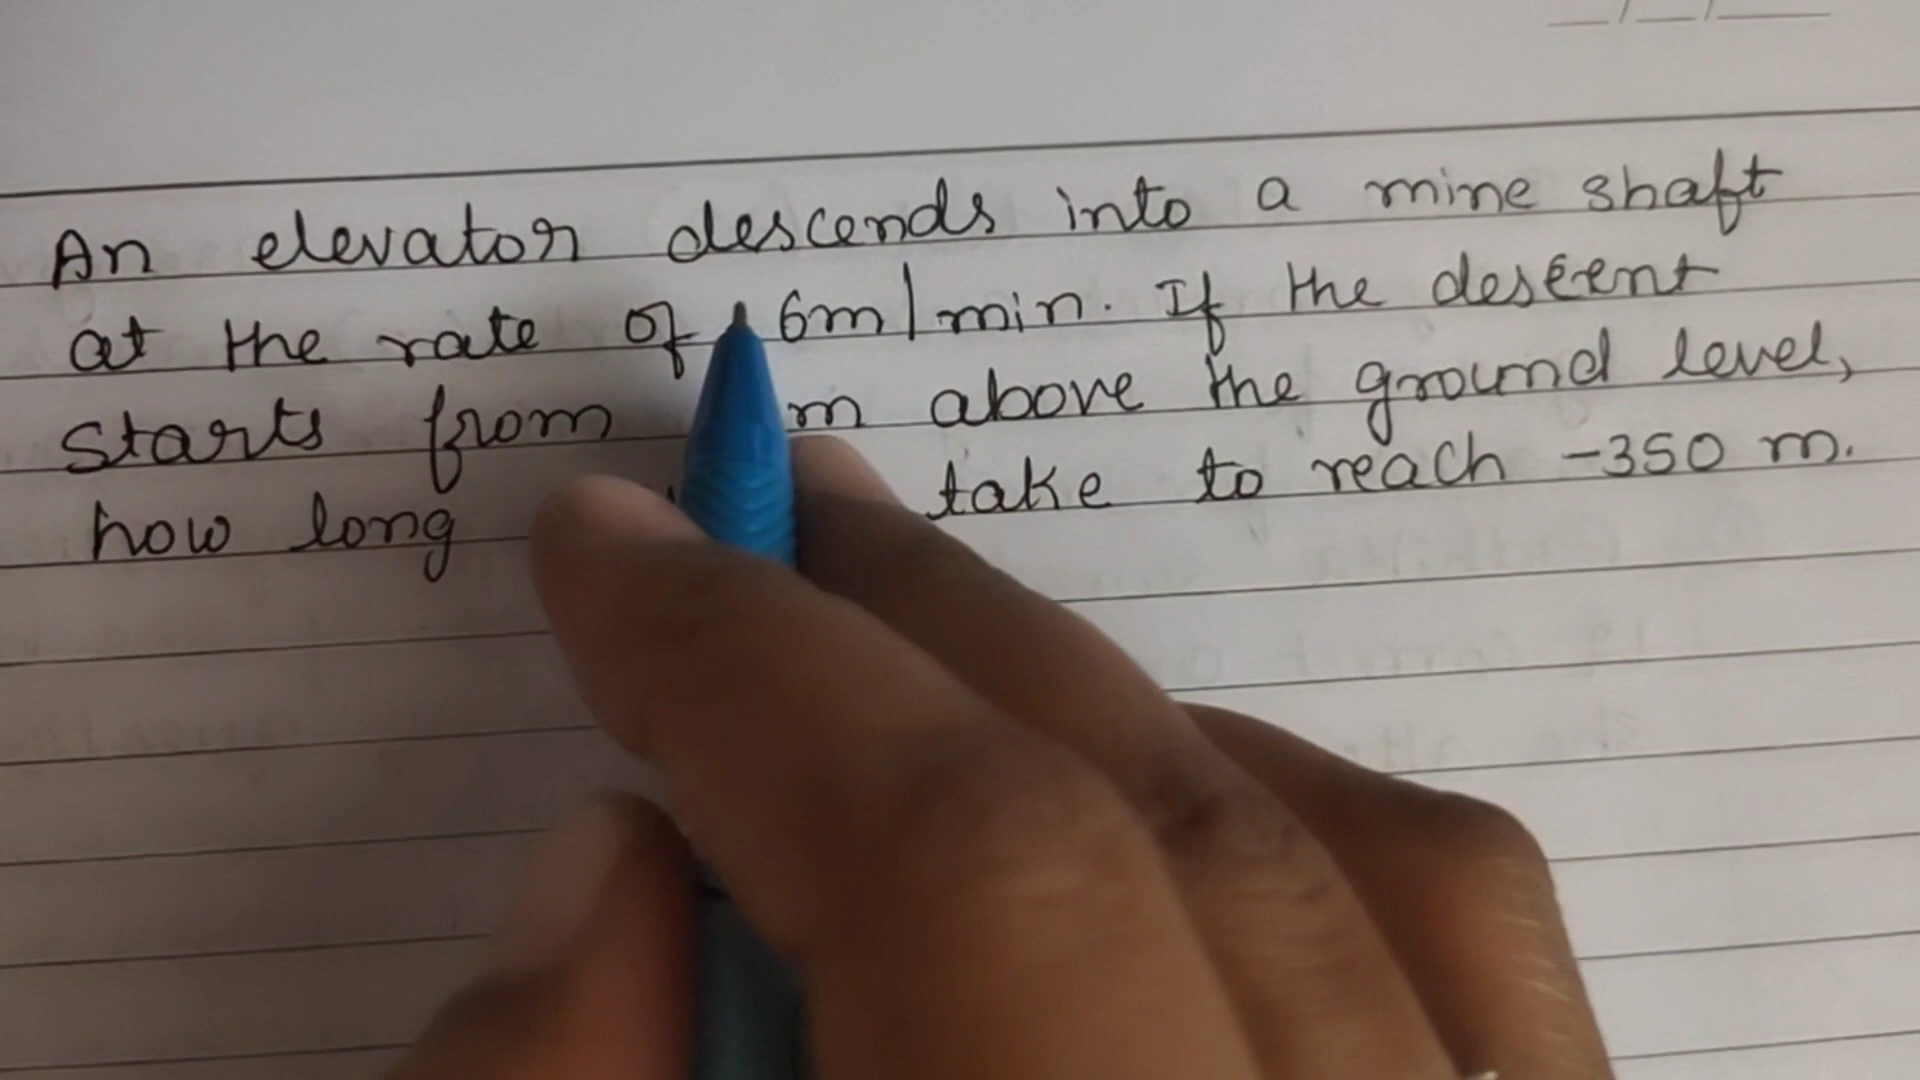 An elevator descends into a mine shaft
at the rate of 6m/min. If the descent
starts from m above the ground level,
how long take to reach -350 m.